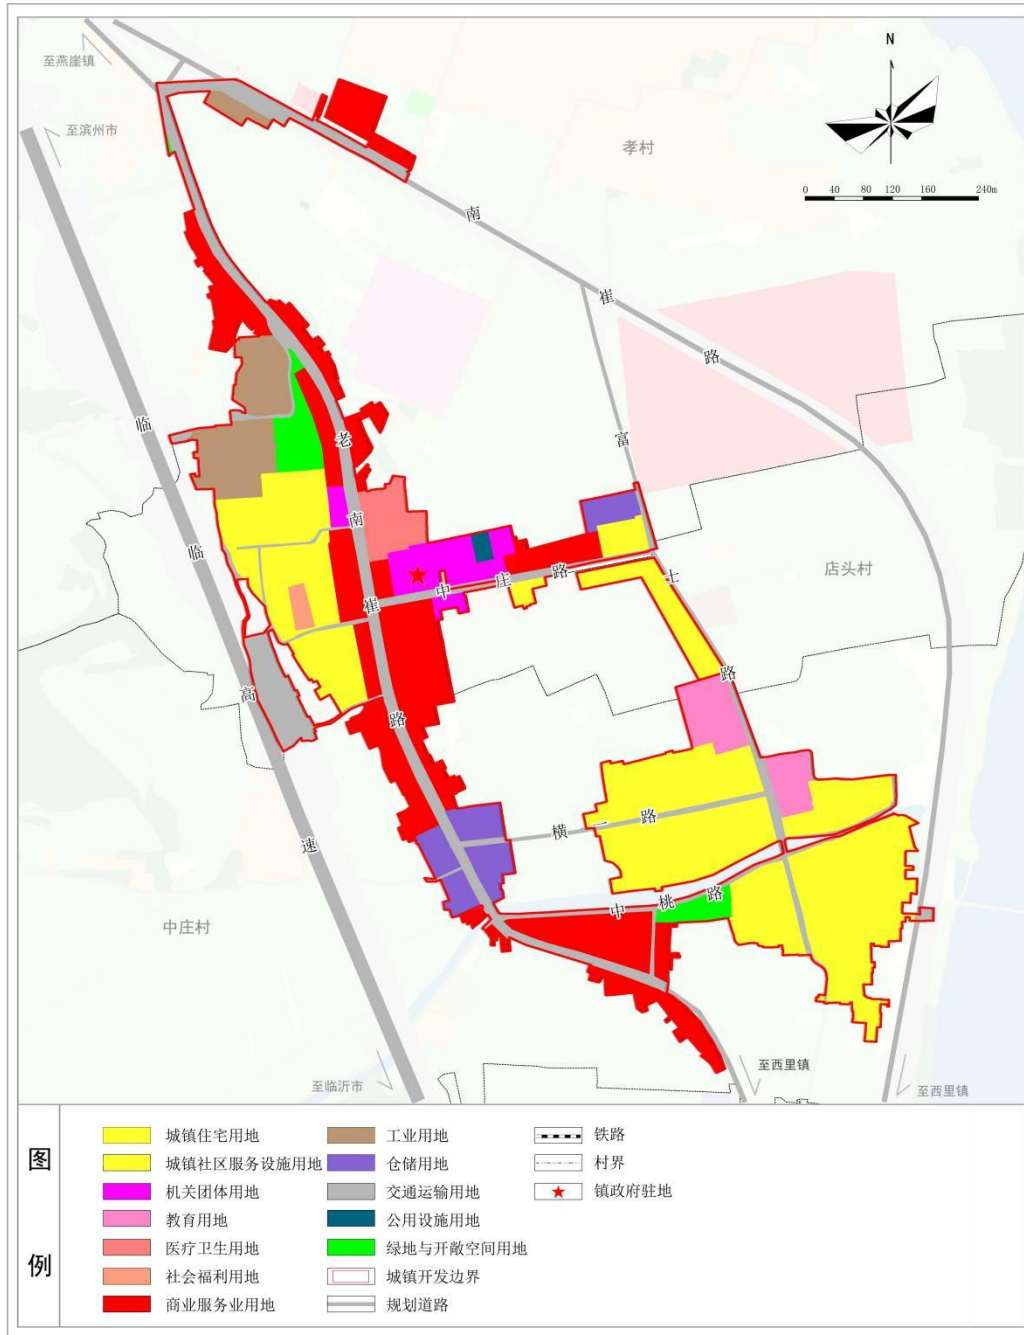 N
至燕崖镇
至滨州市
孝村
0 40 80 120 160 240m
南
崔
路
临
老
富
南
临
中庄路
崔
士
店头村
高
路
路
横一路
速
中桃路
中庄村
至临沂市
至西里镇
至西里镇
图例
城镇住宅用地
城镇社区服务设施用地
机关团体用地
教育用地
医疗卫生用地
社会福利用地
商业服务业用地
工业用地
仓储用地
交通运输用地
公用设施用地
绿地与开敞空间用地
城镇开发边界
规划道路
铁路
村界
镇政府驻地